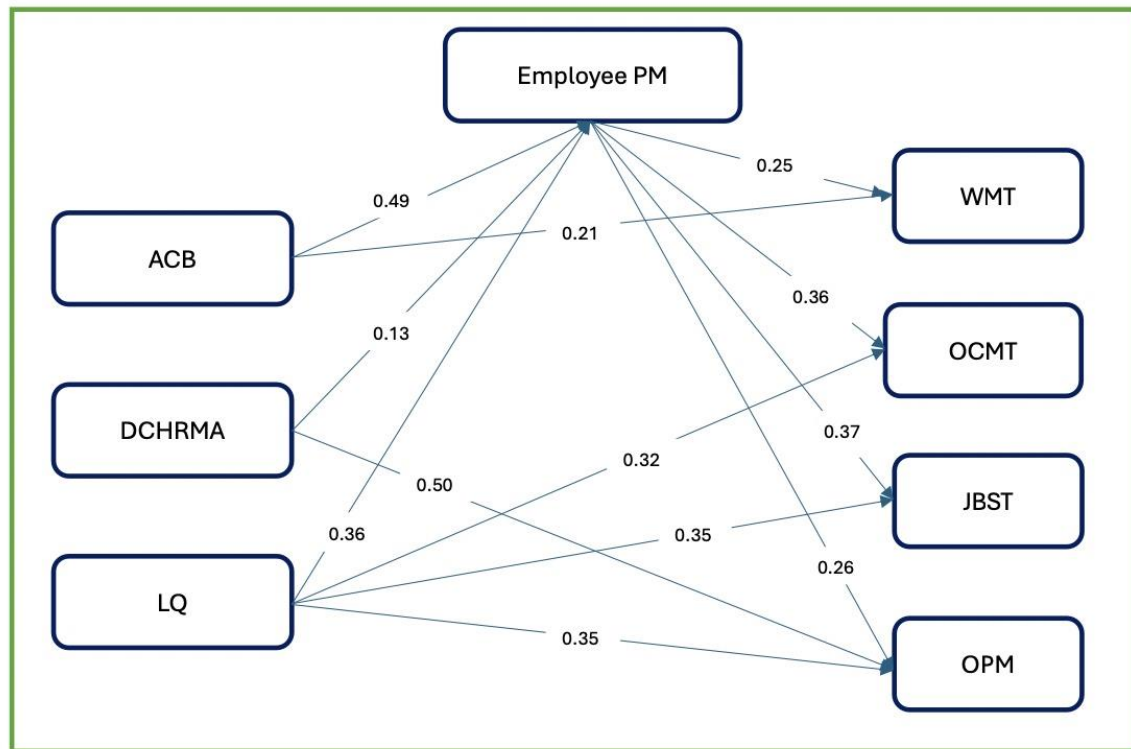 Employee PM
0.25
WMT
0.49
0.21
ACB
0.36
0.13
OCMT
0.37
DCHRMA
0.32
0.50
JBST
0.36
0.35
0.26
LQ
0.35
OPM